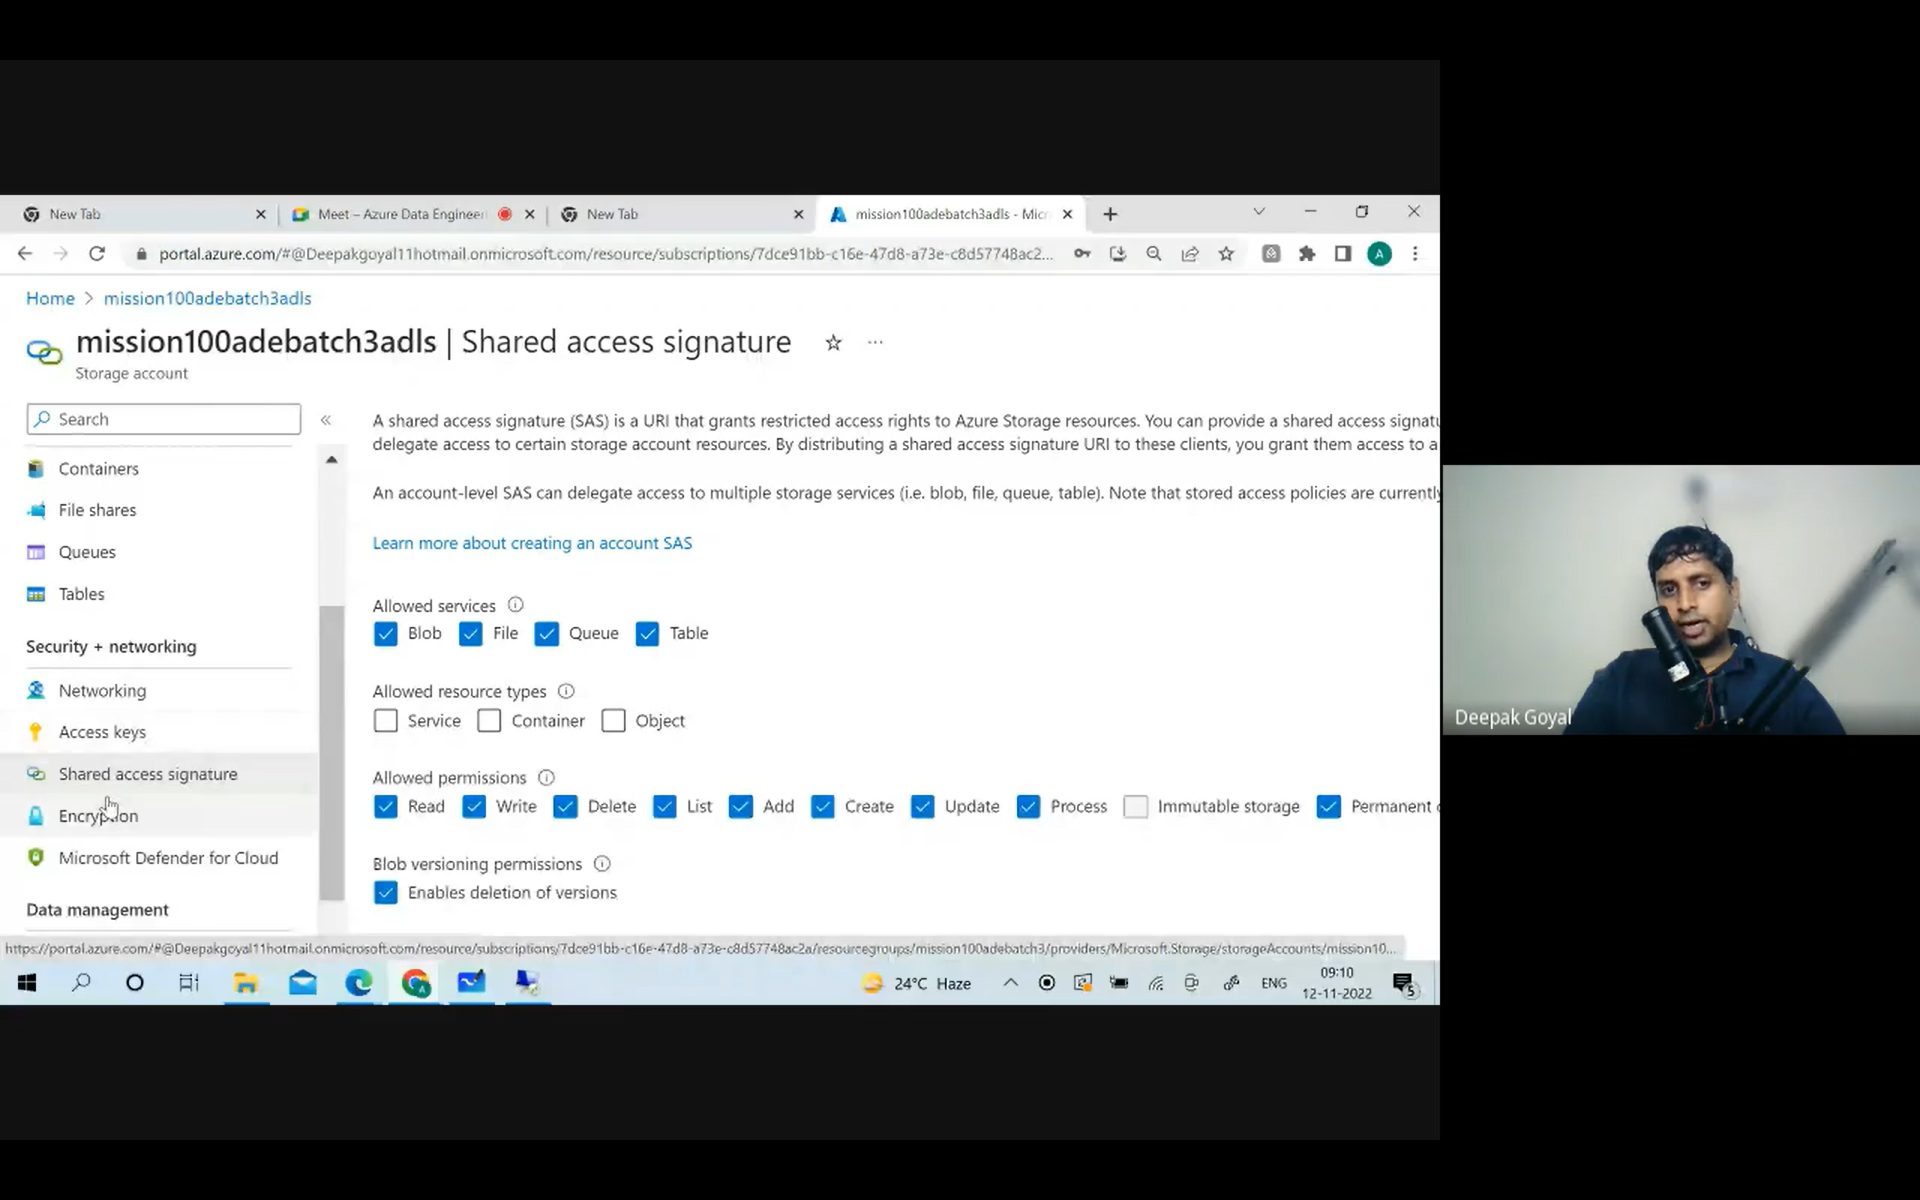 New Tab
Meet – Azure Data Engineer
New Tab
mission100adebatch3adls - Mic
portal.azure.com/#@Deepakgoyal11hotmail.onmicrosoft.com/resource/subscriptions/7dce91bb-c16e-47d8-a73e-c8d57748ac2...
A
Home > mission100adebatch3adls
mission100adebatch3adls | Shared access signature
Storage account
Search
Containers
File shares
Queues
Tables
Security + networking
Networking
Access keys
Shared access signature
Encryption
Microsoft Defender for Cloud
Data management
A shared access signature (SAS) is a URI that grants restricted access rights to Azure Storage resources. You can provide a shared access signatu
delegate access to certain storage account resources. By distributing a shared access signature URI to these clients, you grant them access to a
An account-level SAS can delegate access to multiple storage services (i.e. blob, file, queue, table). Note that stored access policies are currently
Learn more about creating an account SAS
Allowed services
Blob File Queue Table
Allowed resource types
Service Container Object
Allowed permissions
Read Write Delete List Add Create Update Process Immutable storage Permanent
Blob versioning permissions
Enables deletion of versions
https://portal.azure.com/#@Deepakgoyal11hotmail.onmicrosoft.com/resource/subscriptions/7dce91bb-c16e-47d8-a73e-c8d57748ac2a/resourcegroups/mission100adebatch3/providers/Microsoft.Storage/storageAccounts/mission10...
24°C Haze
ENG
09:10
12-11-2022
5
Deepak Goyal